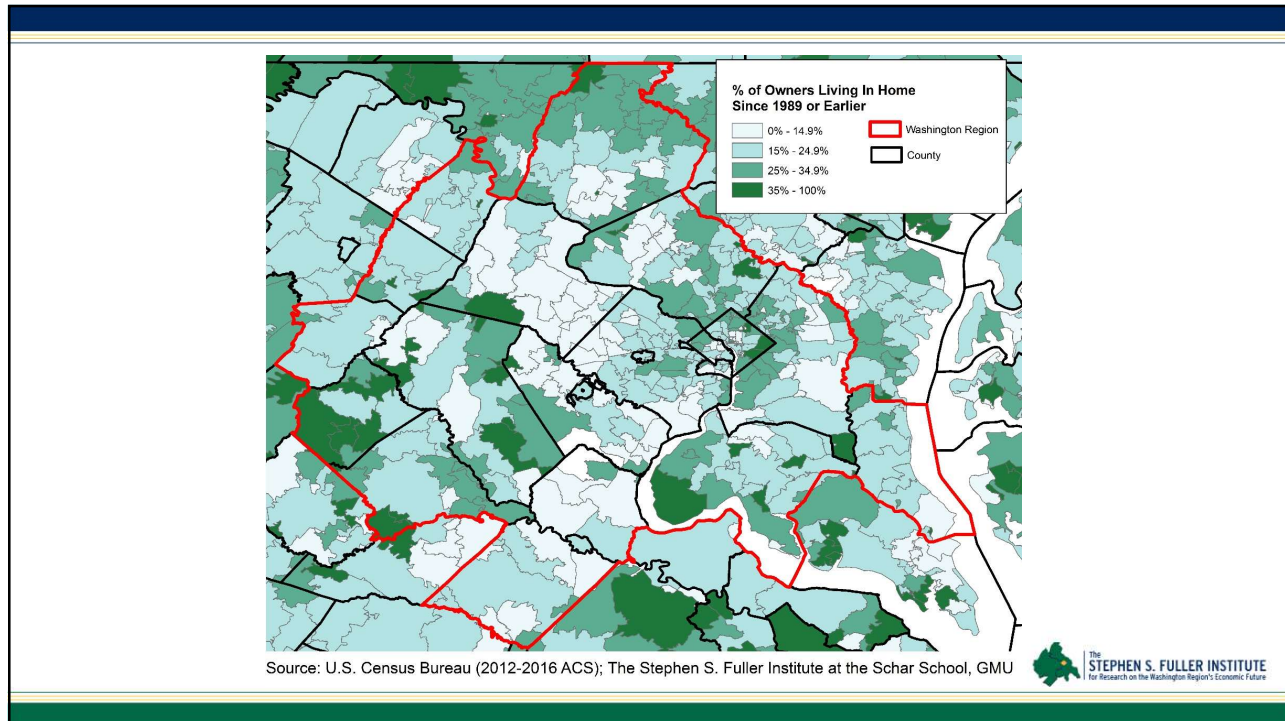 % of Owners Living In Home
Since 1989 or Earlier
0% - 14.9%
15% - 24.9%
25% - 34.9%
35% - 100%
Washington Region
County
Source: U.S. Census Bureau (2012-2016 ACS); The Stephen S. Fuller Institute at the Schar School, GMU
The
STEPHEN S. FULLER INSTITUTE
for Research on the Washington Region's Economic Future